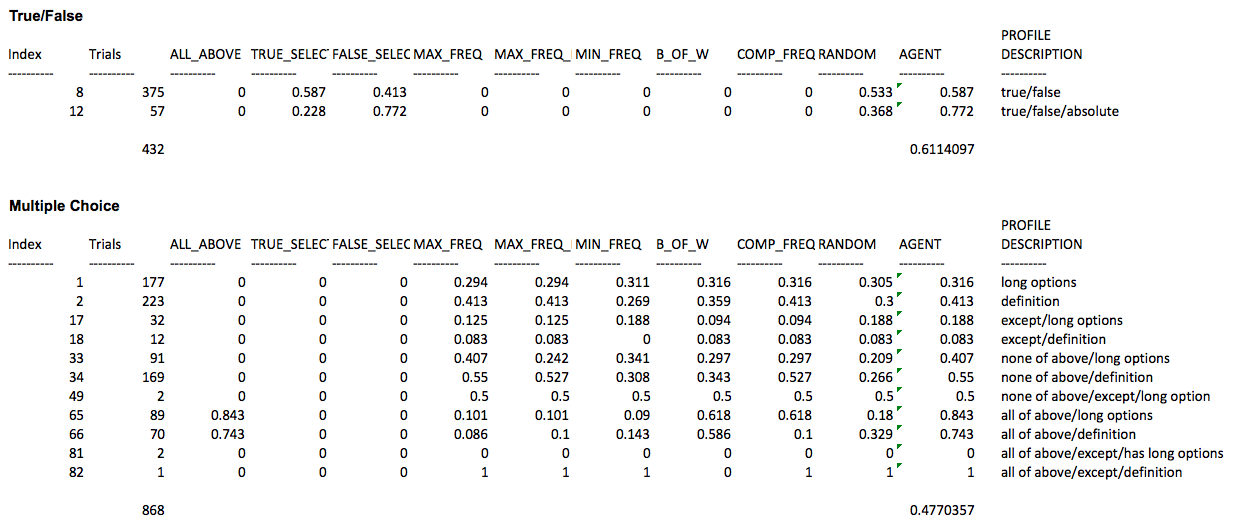 True/False
PROFILE
Index Trials ALL_ABOVE TRUE_SELECT FALSE_SELEC MAX_FREQ MAX_FREQ_ MIN_FREQ B_OF_W COMP_FREQ RANDOM AGENT DESCRIPTION
---------- ---------- ---------- ---------- ---------- ---------- ---------- ---------- ---------- ---------- ---------- ---------- ----------
8 375 0 0.587 0.413 0 0 0 0 0 0.533 0.587 true/false
12 57 0 0.228 0.772 0 0 0 0 0 0.368 0.772 true/false/absolute
432 0.6114097
Multiple Choice
PROFILE
Index Trials ALL_ABOVE TRUE_SELECT FALSE_SELEC MAX_FREQ MAX_FREQ_ MIN_FREQ B_OF_W COMP_FREQ RANDOM AGENT DESCRIPTION
---------- ---------- ---------- ---------- ---------- ---------- ---------- ---------- ---------- ---------- ---------- ---------- ----------
1 177 0 0 0 0.294 0.294 0.311 0.316 0.316 0.305 0.316 long options
2 223 0 0 0 0.413 0.413 0.269 0.359 0.413 0.3 0.413 definition
17 32 0 0 0 0.125 0.125 0.188 0.094 0.094 0.188 0.188 except/long options
18 12 0 0 0 0.083 0.083 0 0.083 0.083 0.083 0.083 except/definition
33 91 0 0 0 0.407 0.242 0.341 0.297 0.297 0.209 0.407 none of above/long options
34 169 0 0 0 0.55 0.527 0.308 0.343 0.527 0.266 0.55 none of above/definition
49 2 0 0 0 0.5 0.5 0.5 0.5 0.5 0.5 0.5 none of above/except/long option
65 89 0.843 0 0 0.101 0.101 0.09 0.618 0.618 0.18 0.843 all of above/long options
66 70 0.743 0 0 0.086 0.1 0.143 0.586 0.1 0.329 0.743 all of above/definition
81 2 0 0 0 0 0 0 0 0 0 0 all of above/except/has long options
82 1 0 0 0 1 1 1 0 1 1 1 all of above/except/definition
868 0.4770357